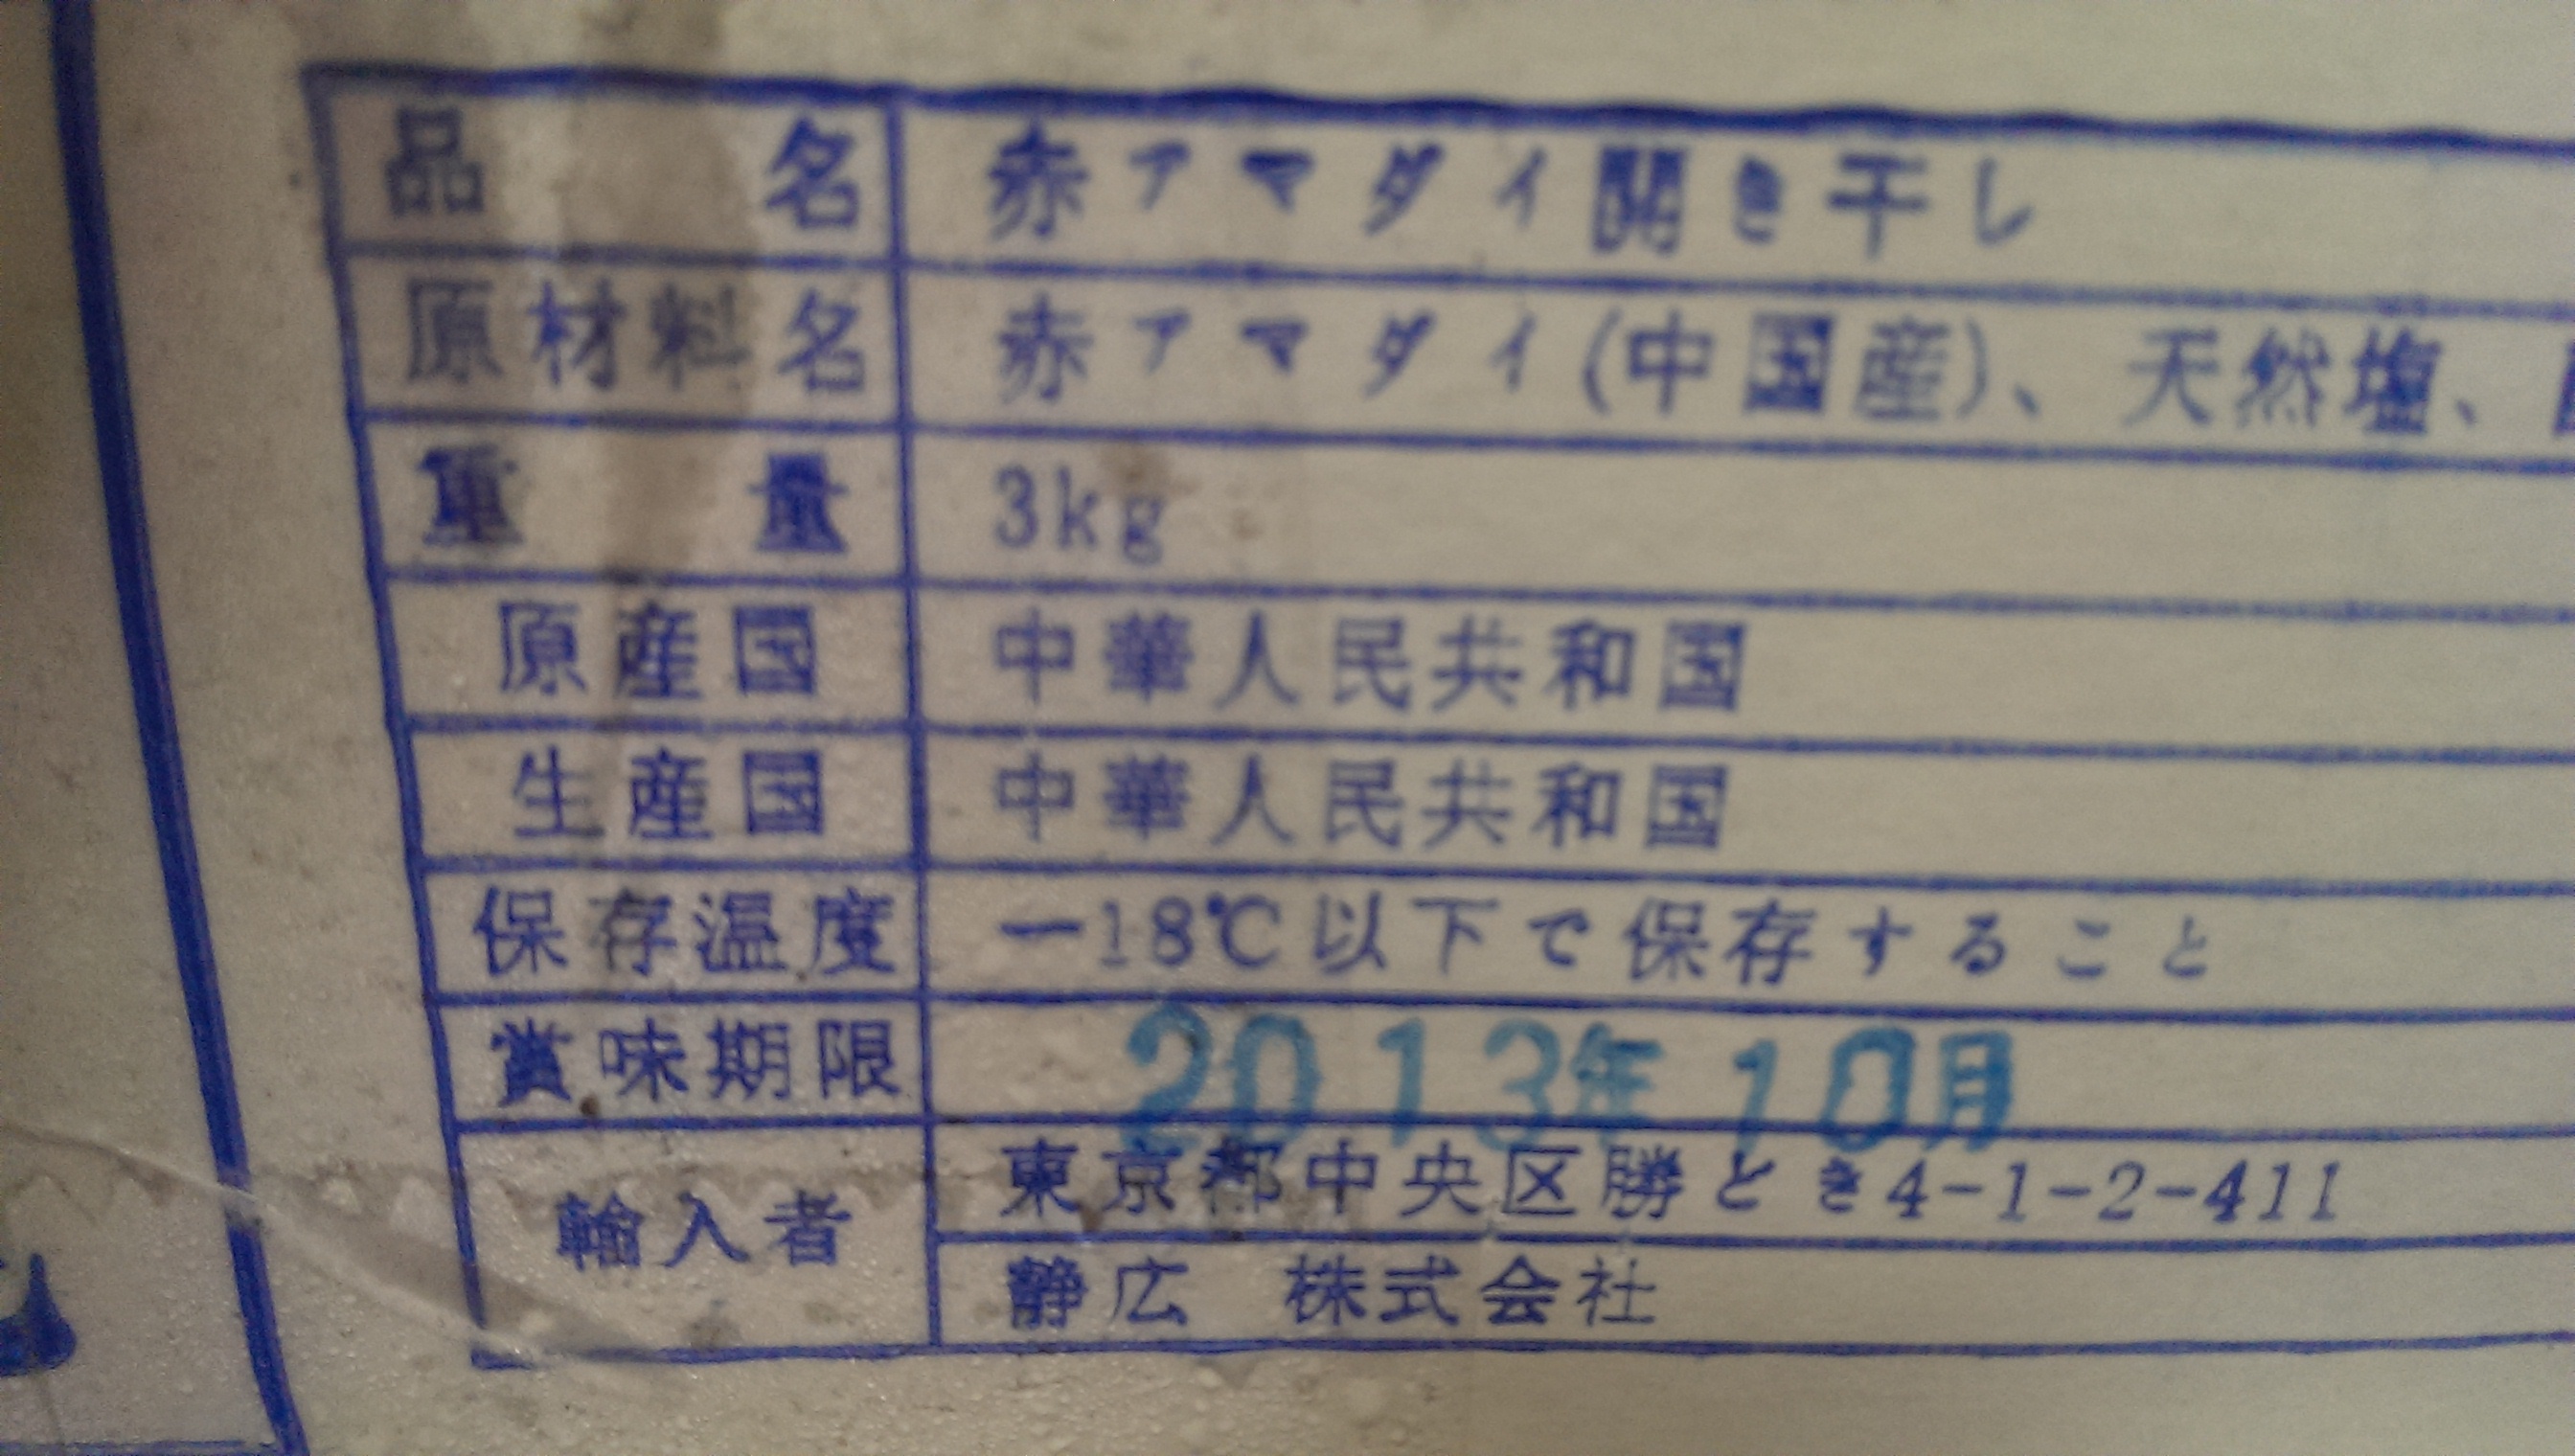 品名 赤アマダイ開き干し
原材料名 赤アマダイ(中国産)、天然塩、
重量 3kg
原産国 中華人民共和国
生産国 中華人民共和国
保存温度 －18℃以下で保存すること
賞味期限 2013年10月
輸入者 東京都中央区勝どき4-1-2-411
静広 株式会社